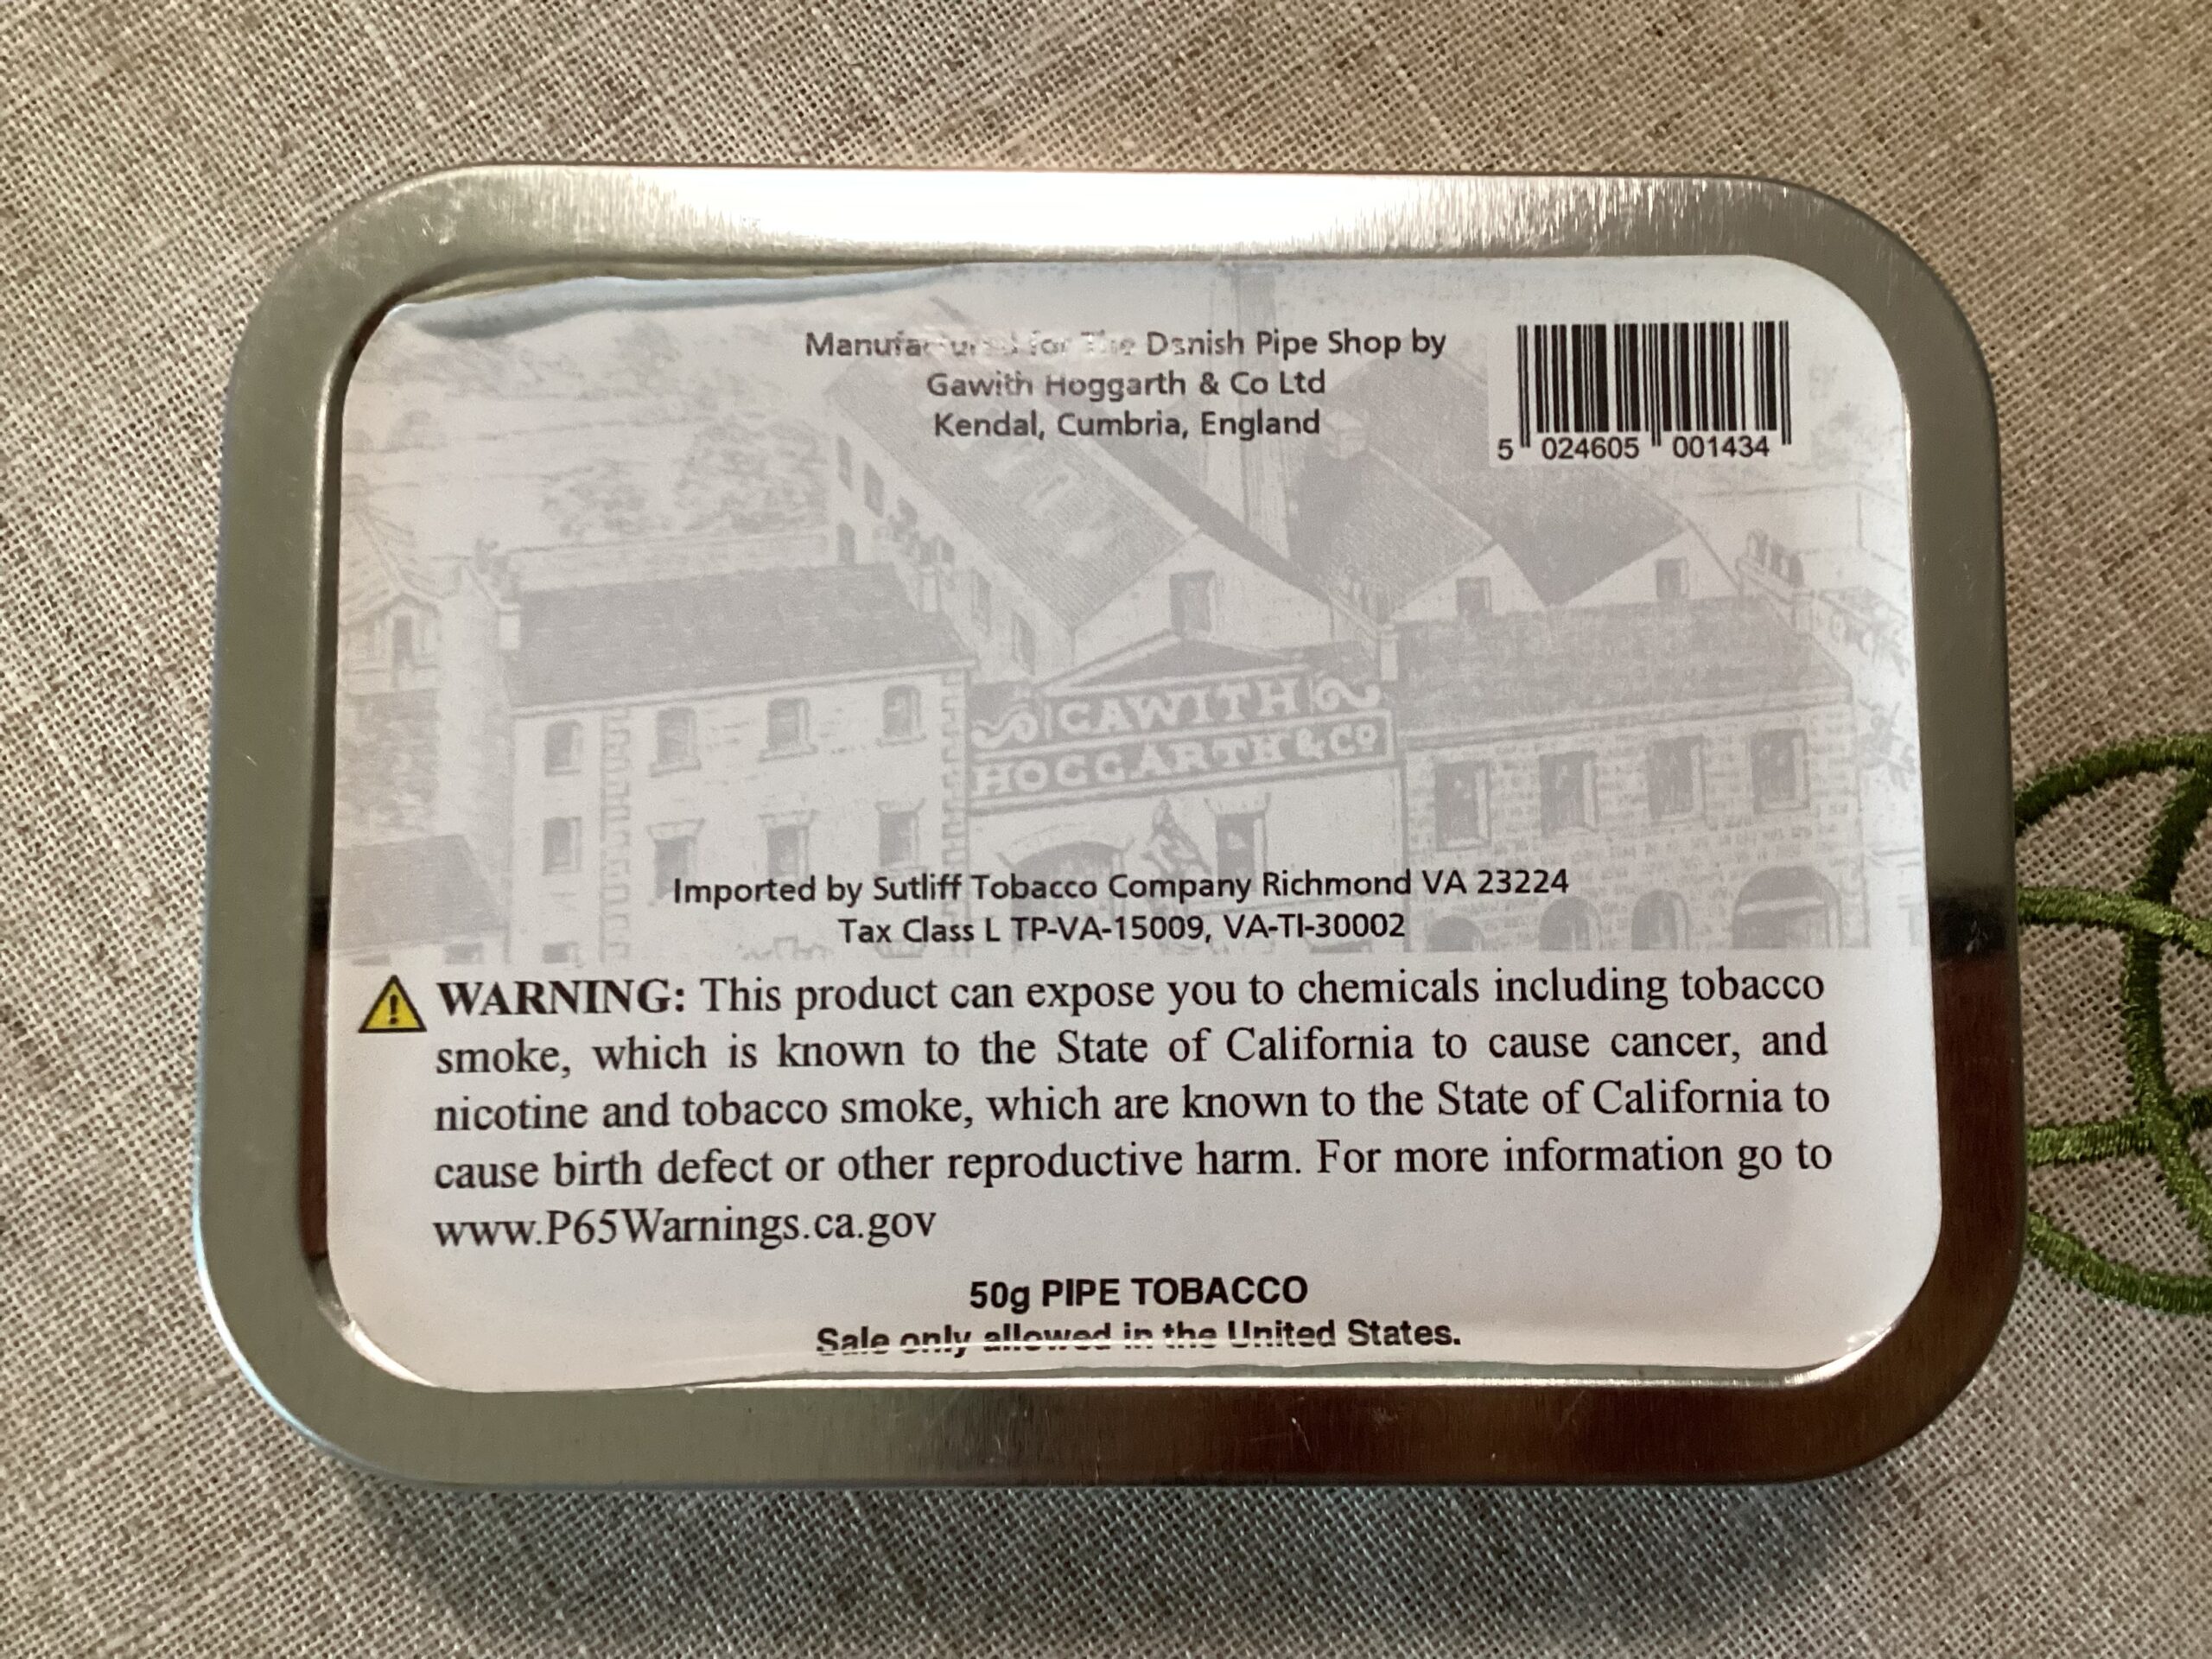 Manufactured for The Danish Pipe Shop by
Gawith Hoggarth & Co Ltd
Kendal, Cumbria, England
5 024605 001434
GAWITH
HOGGARTH & Co
Imported by Sutliff Tobacco Company Richmond VA 23224
Tax Class L TP-VA-15009, VA-TI-30002
WARNING: This product can expose you to chemicals including tobacco
smoke, which is known to the State of California to cause cancer, and
nicotine and tobacco smoke, which are known to the State of California to
cause birth defect or other reproductive harm. For more information go to
www.P65Warnings.ca.gov
50g PIPE TOBACCO
Sale only allowed in the United States.